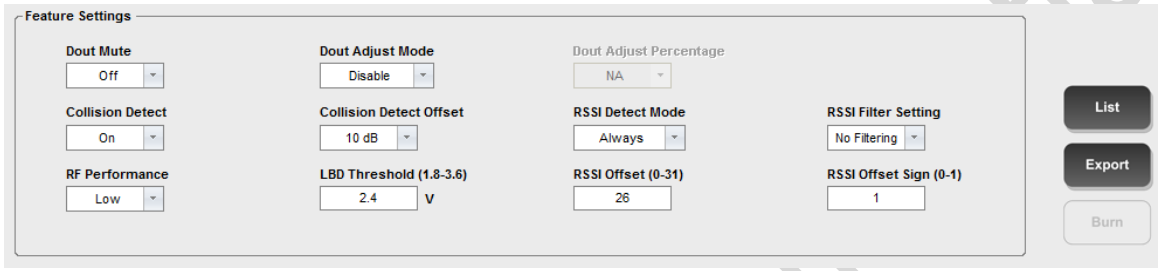 Feature Settings
Dout Mute Dout Adjust Mode Dout Adjust Percentage
Off Disable NA
Collision Detect Collision Detect Offset RSSI Detect Mode RSSI Filter Setting
On 10 dB Always No Filtering
RF Performance LBD Threshold (1.8-3.6) RSSI Offset (0-31) RSSI Offset Sign (0-1)
Low 2.4 V 26 1
List
Export
Burn